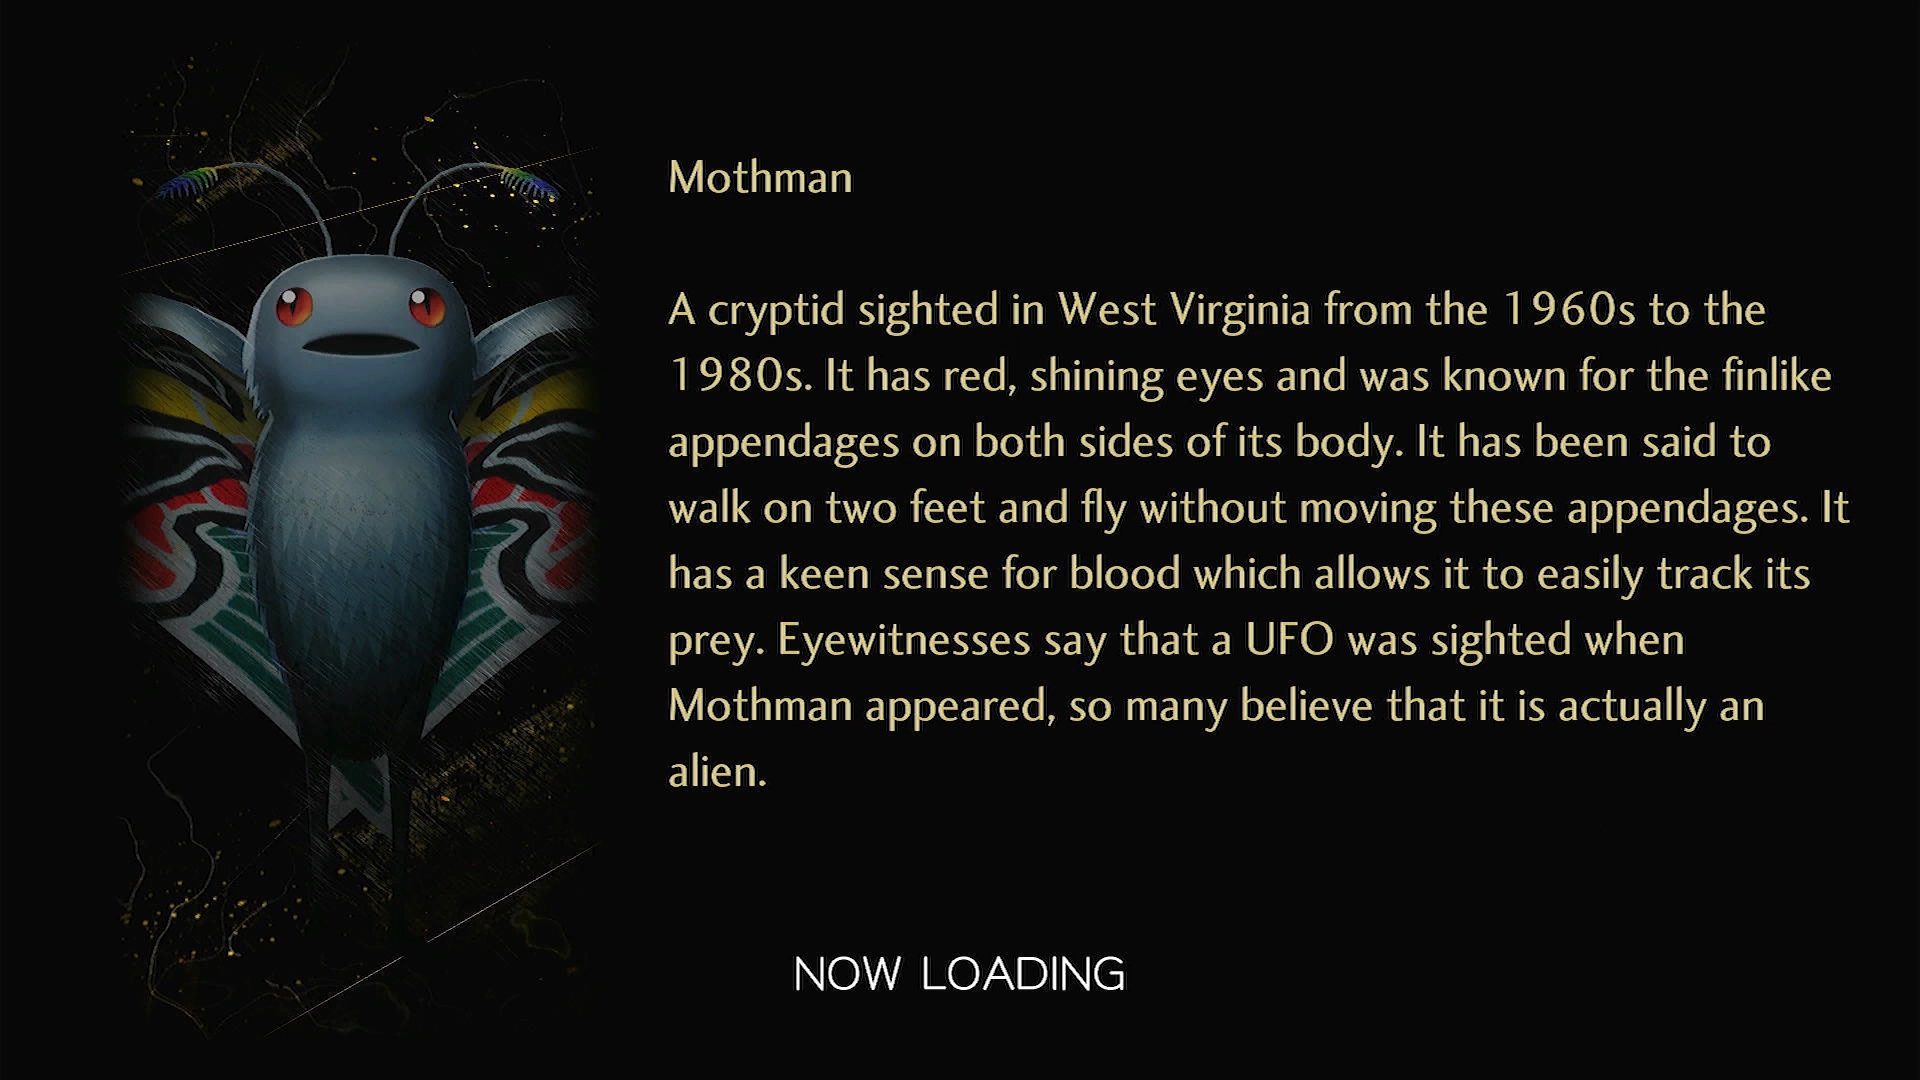 Mothman
A cryptid sighted in West Virginia from the 1960s to the
1980s. It has red, shining eyes and was known for the finlike
appendages on both sides of its body. It has been said to
walk on two feet and fly without moving these appendages. It
has a keen sense for blood which allows it to easily track its
prey. Eyewitnesses say that a UFO was sighted when
Mothman appeared, so many believe that it is actually an
alien.
NOW LOADING